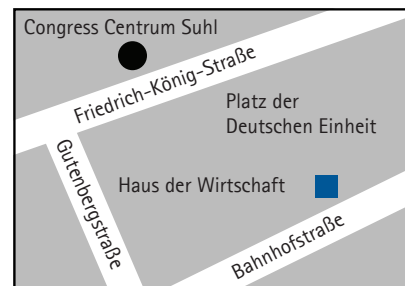 Congress Centrum Suhl
Friedrich-König-Straße
Platz der
Deutschen Einheit
Gutenbergstraße
Haus der Wirtschaft
Bahnhofstraße